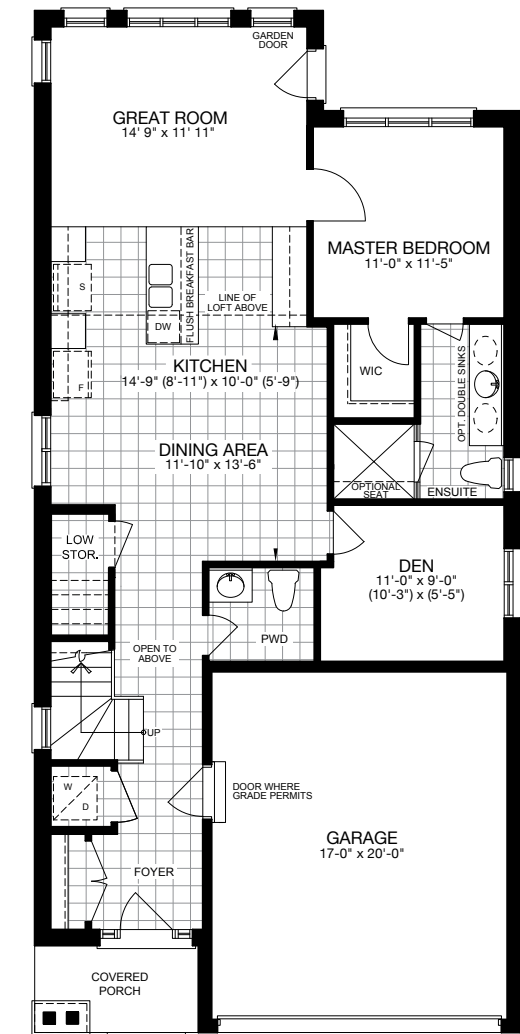 GARDEN
DOOR
GREAT ROOM
14' 9" x 11' 11"
MASTER BEDROOM
11'-0" x 11'-5"
S
FLUSH BREAKFAST BAR
LINE OF
LOFT ABOVE
DW
KITCHEN
14'-9" (8'-11") x 10'-0" (5'-9")
F
WIC
OPT. DOUBLE SINKS
DINING AREA
11'-10" x 13'-6"
OPTIONAL
SEAT
ENSUITE
LOW
STOR.
DEN
11'-0" x 9'-0"
(10'-3") x (5'-5")
PWD
OPEN TO
ABOVE
UP
W
D
DOOR WHERE
GRADE PERMITS
GARAGE
17-0" x 20'-0"
FOYER
COVERED
PORCH